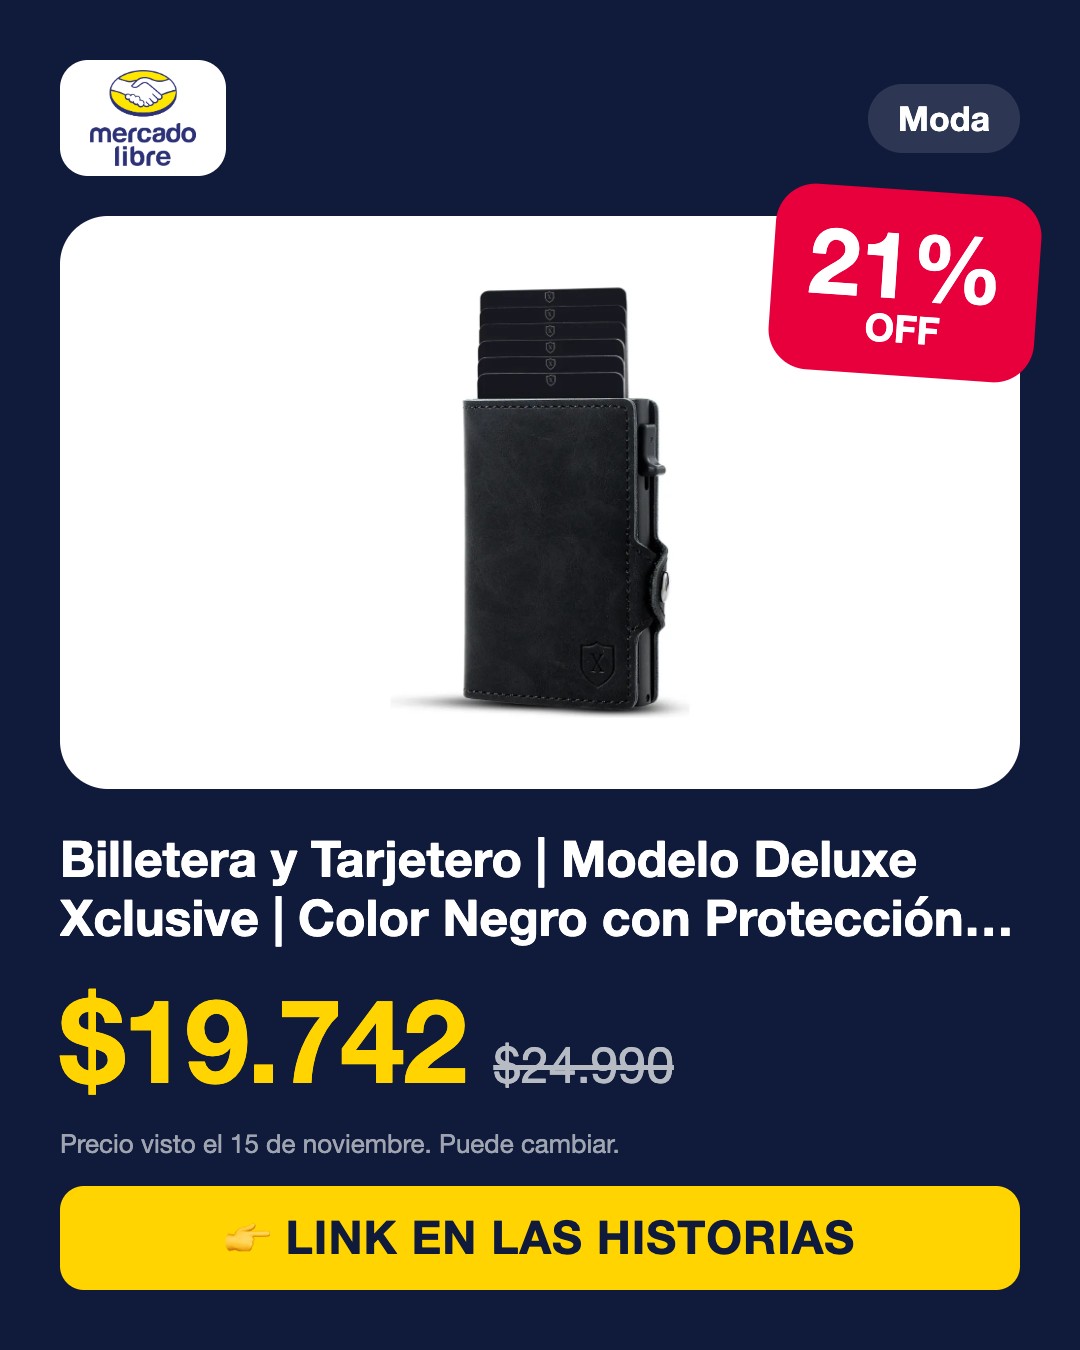 mercado
libre
Moda
21%
OFF
X
Billetera y Tarjetero | Modelo Deluxe
Xclusive | Color Negro con Protección...
$19.742 $24.990
Precio visto el 15 de noviembre. Puede cambiar.
👉 LINK EN LAS HISTORIAS